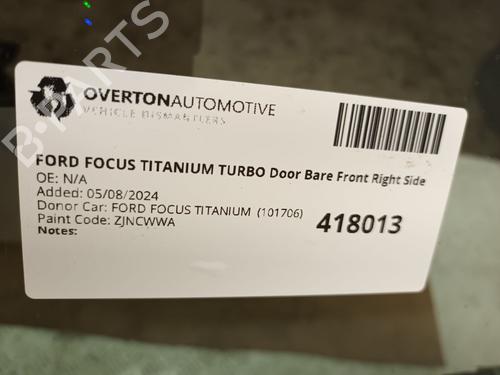 B-PARTS
OVERTONAUTOMOTIVE
VEHICLE DISMANTLERS
FORD FOCUS TITANIUM TURBO Door Bare Front Right Side
OE: N/A
Added: 05/08/2024
Donor Car: FORD FOCUS TITANIUM (101706)
Paint Code: ZJNCWWA
Notes:
418013